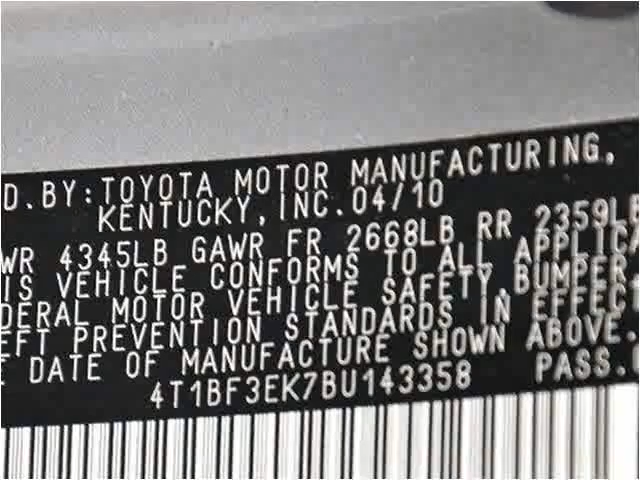 D. BY: TOYOTA MOTOR MANUFACTURING,
KENTUCKY, INC. 04/10
WR 4345LB GAWR FR 2668LB RR 2359LB
IS VEHICLE CONFORMS TO ALL APPLICA
DERAL MOTOR VEHICLE SAFETY, BUMPER,
EFT PREVENTION STANDARDS IN EFFEC
E DATE OF MANUFACTURE SHOWN ABOVE.
4T1BF3EK7BU143358 PASS.